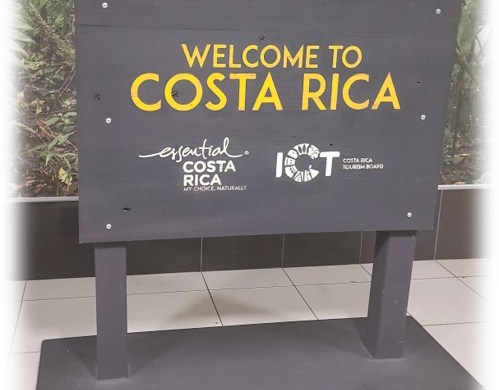 WELCOME TO
COSTA RICA
essential
COSTA
RICA
MY CHOICE, NATURALLY
ICT
COSTA RICA
TOURISM BOARD